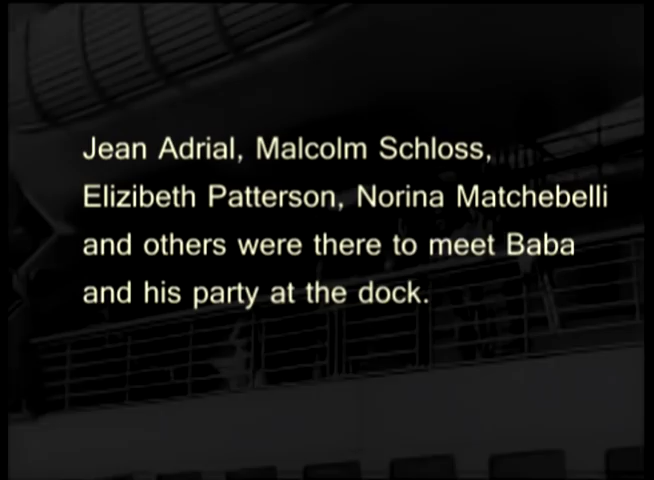 Jean Adrial, Malcolm Schloss,
Elizibeth Patterson, Norina Matchebelli
and others were there to meet Baba
and his party at the dock.